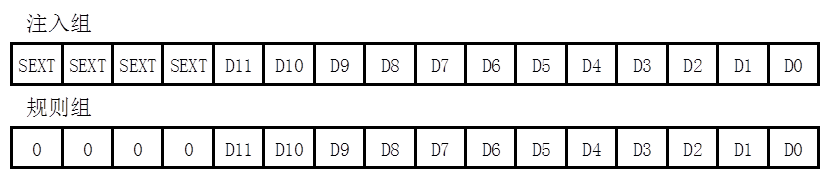 注入组
SEXT SEXT SEXT SEXT D11 D10 D9 D8 D7 D6 D5 D4 D3 D2 D1 D0
规则组
0 0 0 0 D11 D10 D9 D8 D7 D6 D5 D4 D3 D2 D1 D0